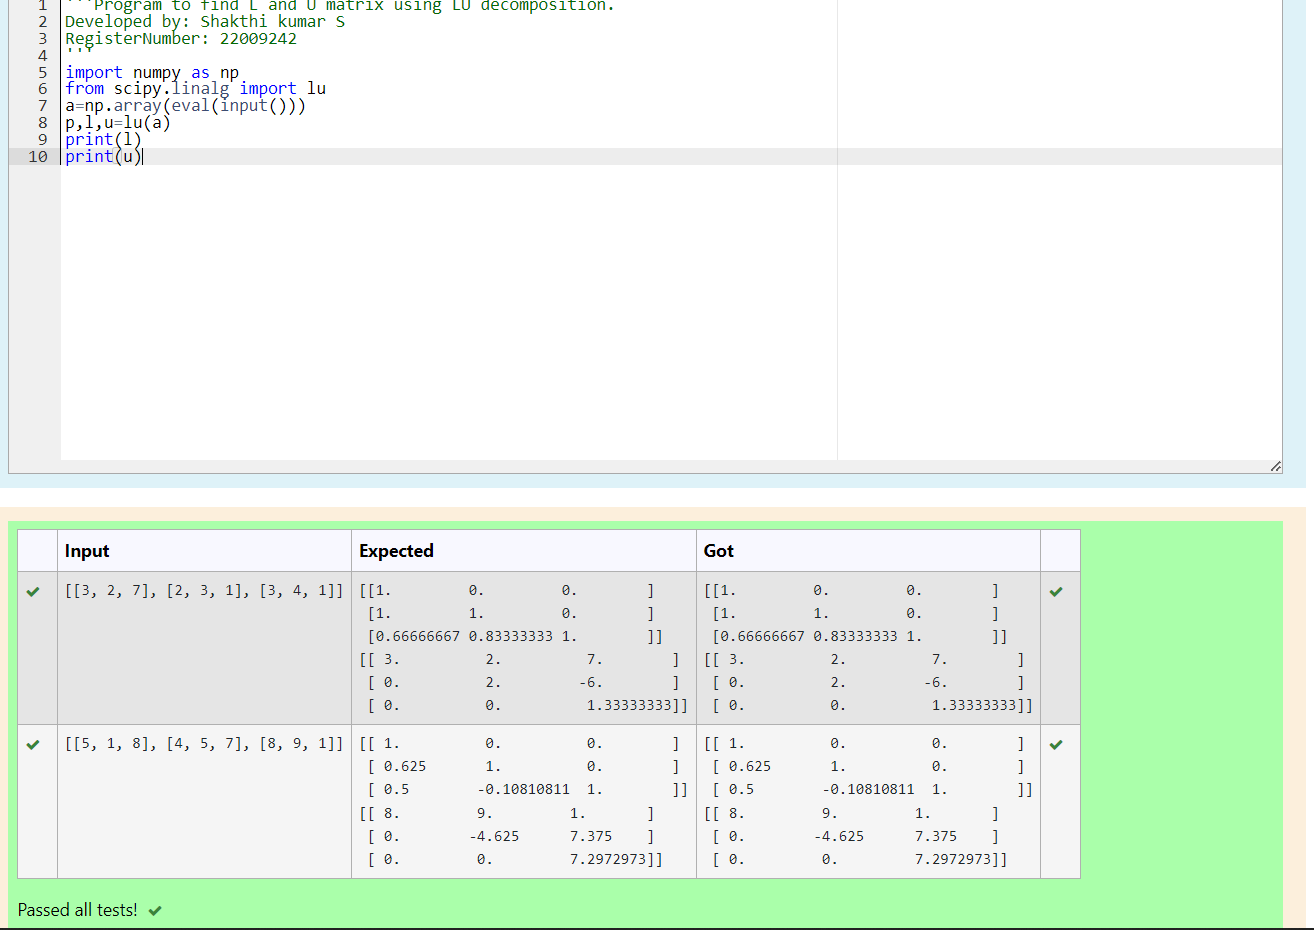 1 '''Program to find L and U matrix using LU decomposition.
2 Developed by: Shakthi kumar S
3 RegisterNumber: 22009242
4 '''
5 import numpy as np
6 from scipy.linalg import lu
7 a=np.array(eval(input()))
8 p,l,u=lu(a)
9 print(l)
10 print(u)
Input Expected Got
[[3, 2, 7], [2, 3, 1], [3, 4, 1]] [[1. 0. 0. ] [[1. 0. 0. ]
[1. 1. 0. ] [1. 1. 0. ]
[0.66666667 0.83333333 1. ]] [0.66666667 0.83333333 1. ]]
[[ 3. 2. 7. ] [[ 3. 2. 7. ]
[ 0. 2. -6. ] [ 0. 2. -6. ]
[ 0. 0. 1.33333333]] [ 0. 0. 1.33333333]]
[[5, 1, 8], [4, 5, 7], [8, 9, 1]] [[ 1. 0. 0. ] [[ 1. 0. 0. ]
[ 0.625 1. 0. ] [ 0.625 1. 0. ]
[ 0.5 -0.10810811 1. ]] [ 0.5 -0.10810811 1. ]]
[[ 8. 9. 1. ] [[ 8. 9. 1. ]
[ 0. -4.625 7.375 ] [ 0. -4.625 7.375 ]
[ 0. 0. 7.2972973]] [ 0. 0. 7.2972973]]
Passed all tests!